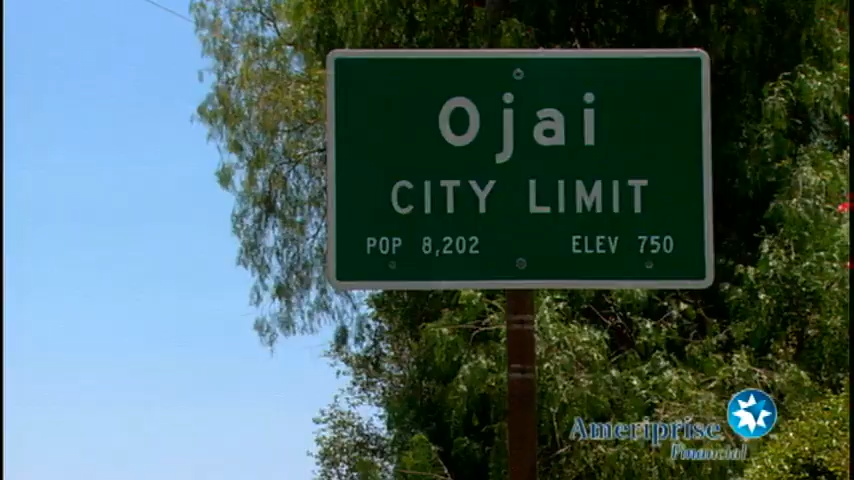 Ojai
CITY LIMIT
POP 8,202 ELEV 750
Ameriprise
Financial